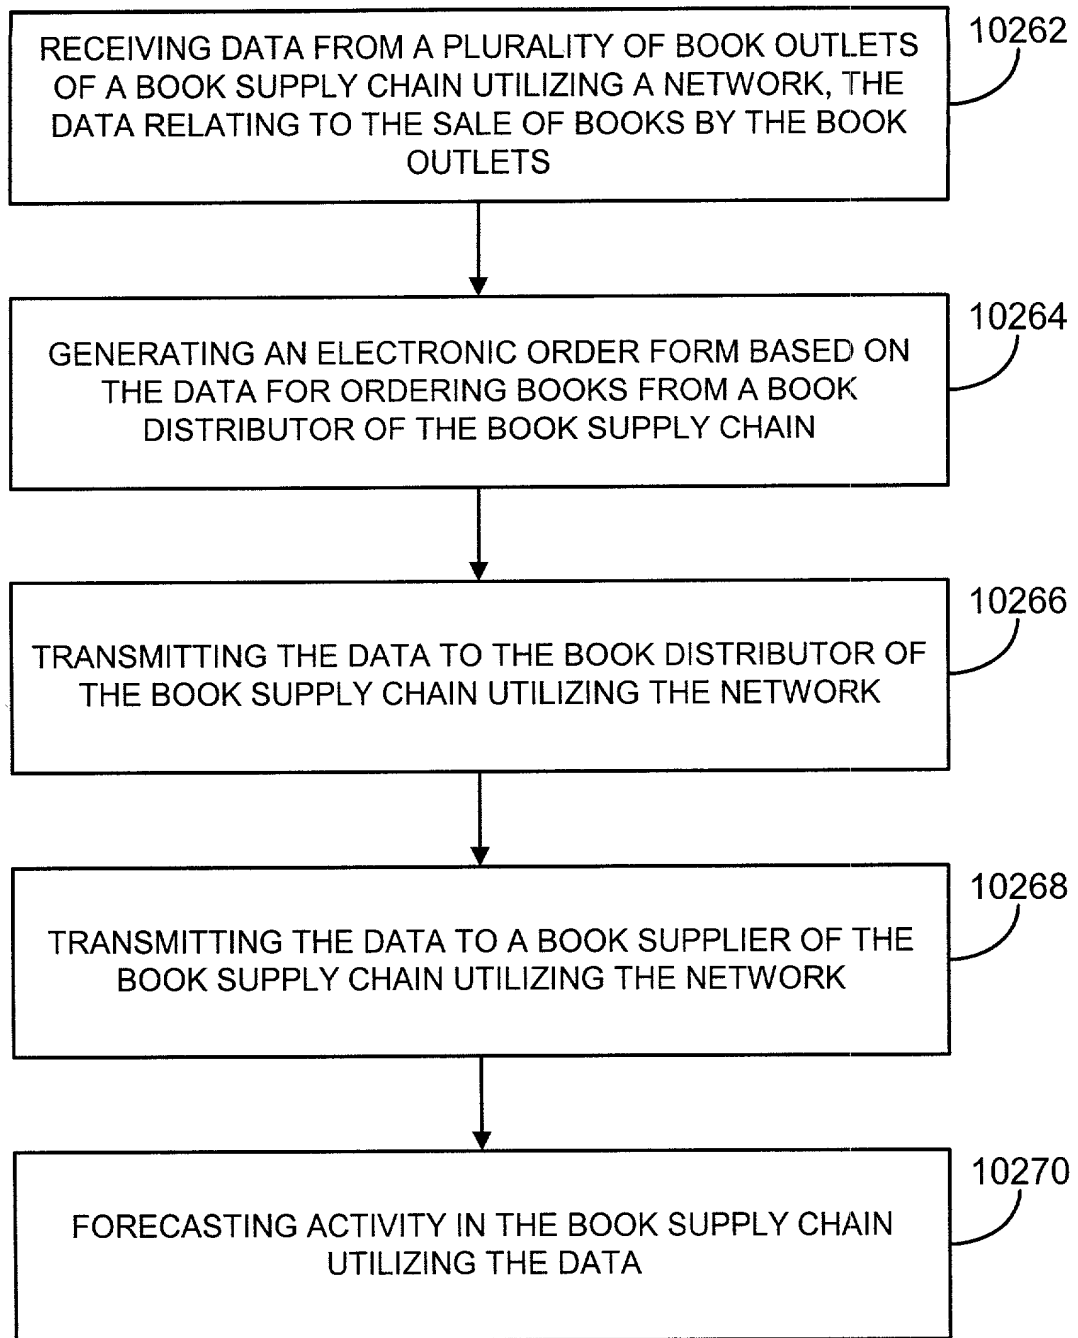 RECEIVING DATA FROM A PLURALITY OF BOOK OUTLETS
OF A BOOK SUPPLY CHAIN UTILIZING A NETWORK, THE
DATA RELATING TO THE SALE OF BOOKS BY THE BOOK
OUTLETS
10262
GENERATING AN ELECTRONIC ORDER FORM BASED ON
THE DATA FOR ORDERING BOOKS FROM A BOOK
DISTRIBUTOR OF THE BOOK SUPPLY CHAIN
10264
TRANSMITTING THE DATA TO THE BOOK DISTRIBUTOR OF
THE BOOK SUPPLY CHAIN UTILIZING THE NETWORK
10266
TRANSMITTING THE DATA TO A BOOK SUPPLIER OF THE
BOOK SUPPLY CHAIN UTILIZING THE NETWORK
10268
FORECASTING ACTIVITY IN THE BOOK SUPPLY CHAIN
UTILIZING THE DATA
10270